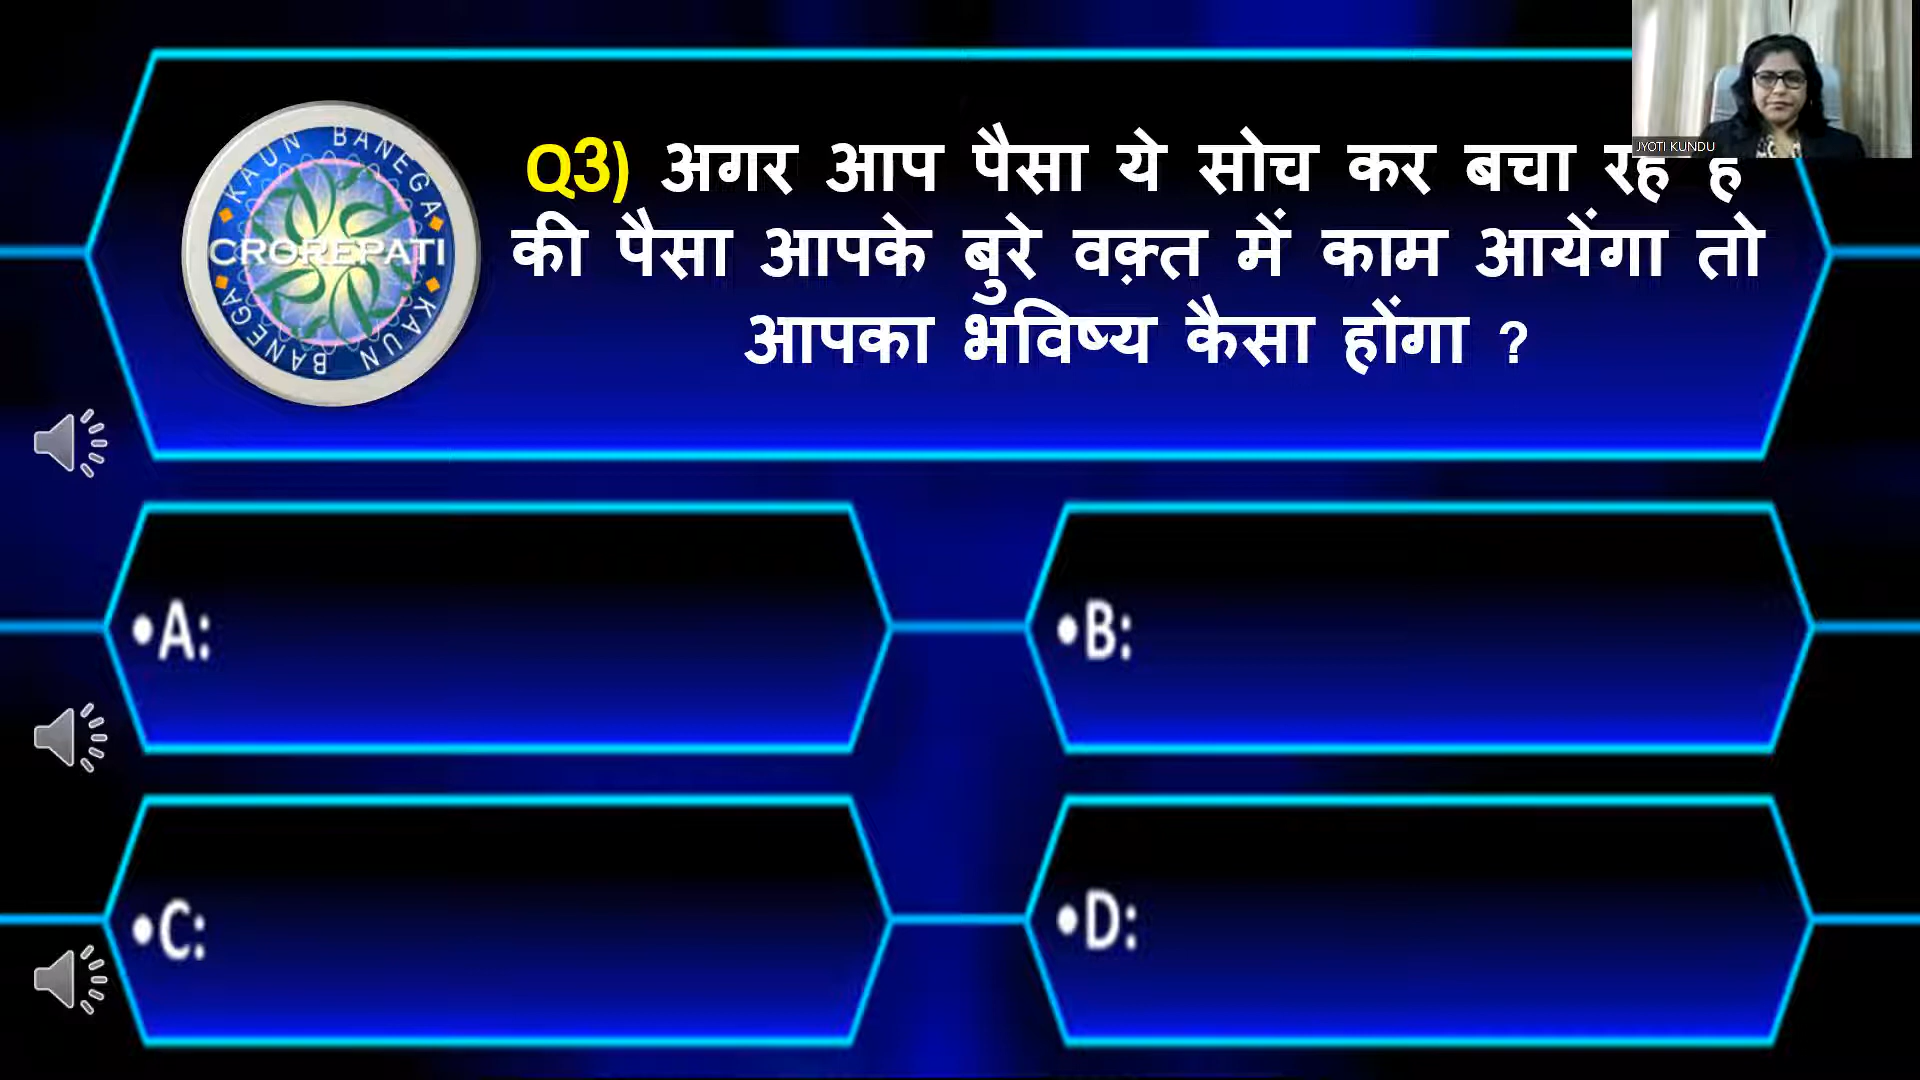 JYOTI KUNDU
KAUN BANEGA
CROREPATI
KAUN BANEGA
Q3) अगर आप पैसा ये सोच कर बचा रहे है
की पैसा आपके बुरे वक़्त में काम आयेंगा तो
आपका भविष्य कैसा होंगा ?
•A:
•B:
•C:
•D: